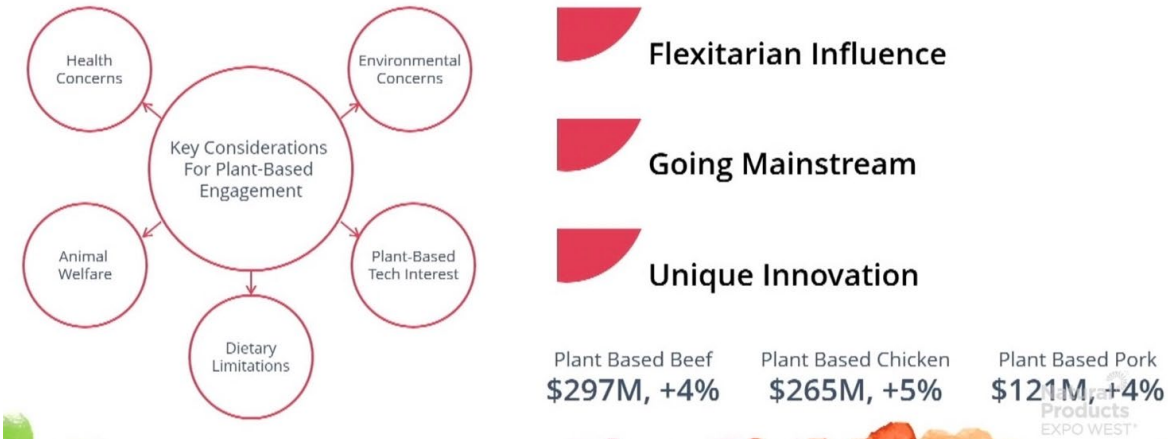 Health
Concerns
Environmental
Concerns
Key Considerations
For Plant-Based
Engagement
Animal
Welfare
Plant-Based
Tech Interest
Dietary
Limitations
Flexitarian Influence
Going Mainstream
Unique Innovation
Plant Based Beef
$297M, +4%
Plant Based Chicken
$265M, +5%
Plant Based Pork
$121M, +4%
Natural
Products
EXPO WEST